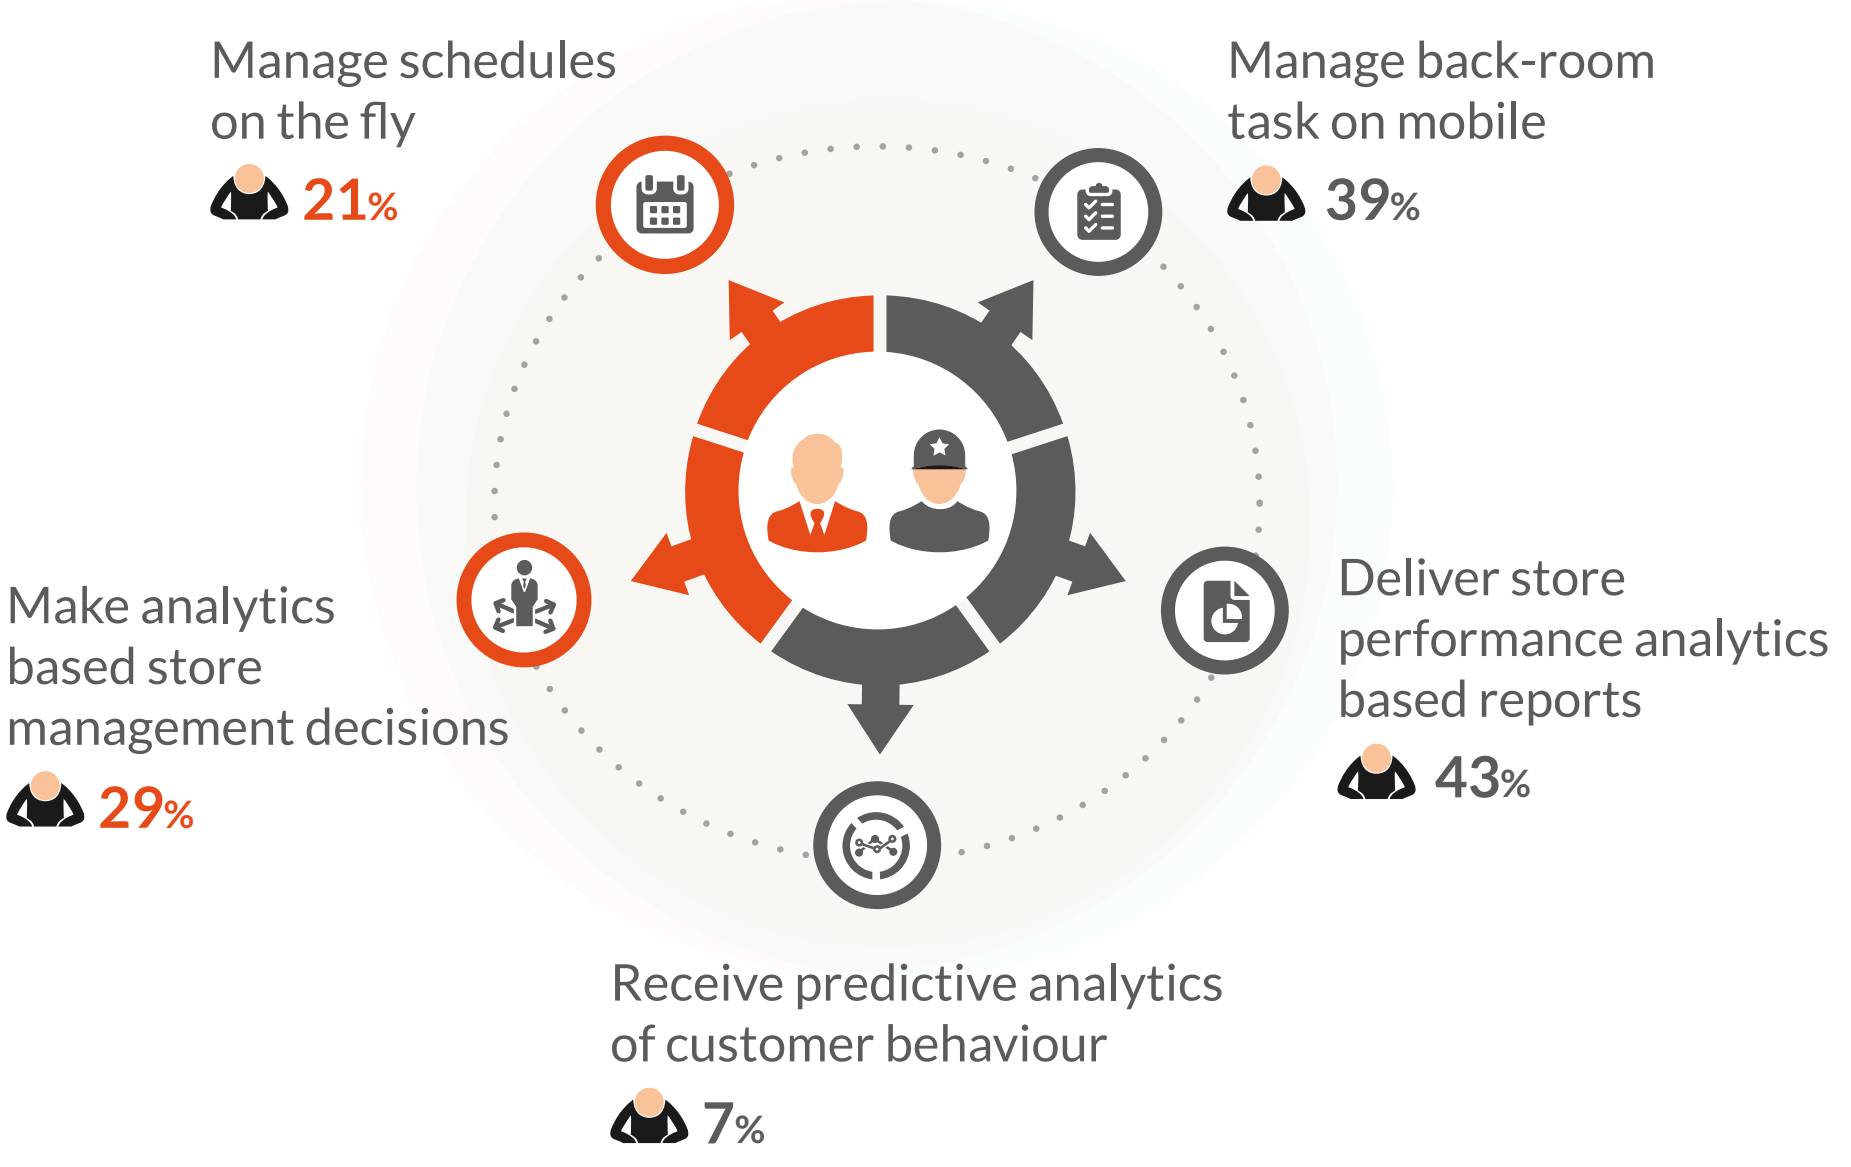 Manage schedules
on the fly
21%
Manage back-room
task on mobile
39%
Make analytics
based store
management decisions
29%
Deliver store
performance analytics
based reports
43%
Receive predictive analytics
of customer behaviour
7%